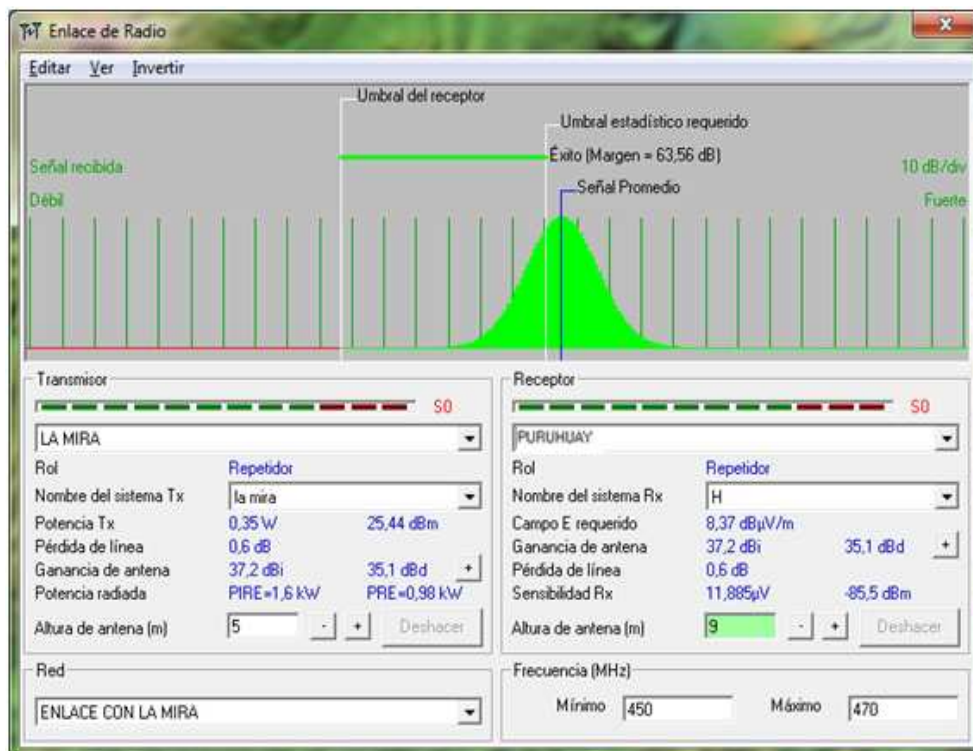 Enlace de Radio
Editar Ver Invertir
Umbral del receptor
Umbral estadístico requerido
Éxito (Margen = 63,56 dB)
Señal recibida 10 dB/div
Señal Promedio
Débil Fuerte
Transmisor
S0
LA MIRA
Rol Repetidor
Nombre del sistema Tx la mira
Potencia Tx 0,35 W 25,44 dBm
Pérdida de línea 0,6 dB
Ganancia de antena 37,2 dBi 35,1 dBd +
Potencia radiada PIRE=1,6 kW PRE=0,98 kW
Altura de antena (m) 5 - + Deshacer
Red
ENLACE CON LA MIRA
Receptor
S0
PURUHUAY
Rol Repetidor
Nombre del sistema Rx H
Campo E requerido 8,37 dBµV/m
Ganancia de antena 37,2 dBi 35,1 dBd +
Pérdida de línea 0,6 dB
Sensibilidad Rx 11,885µV -85,5 dBm
Altura de antena (m) 9 - + Deshacer
Frecuencia (MHz)
Mínimo 450 Máximo 470